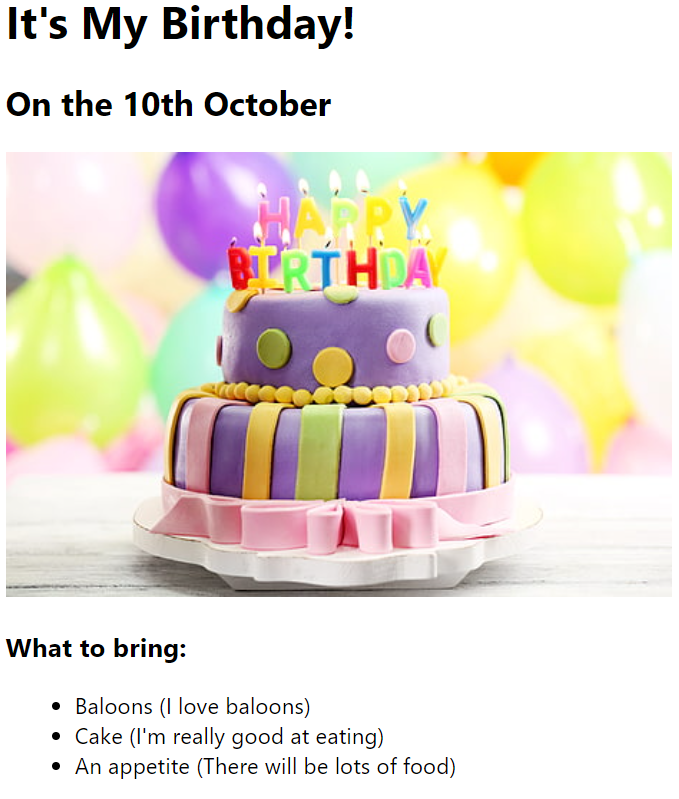 It's My Birthday!
On the 10th October
HAPPY
BIRTHDAY
What to bring:
Baloons (I love baloons)
Cake (I'm really good at eating)
An appetite (There will be lots of food)